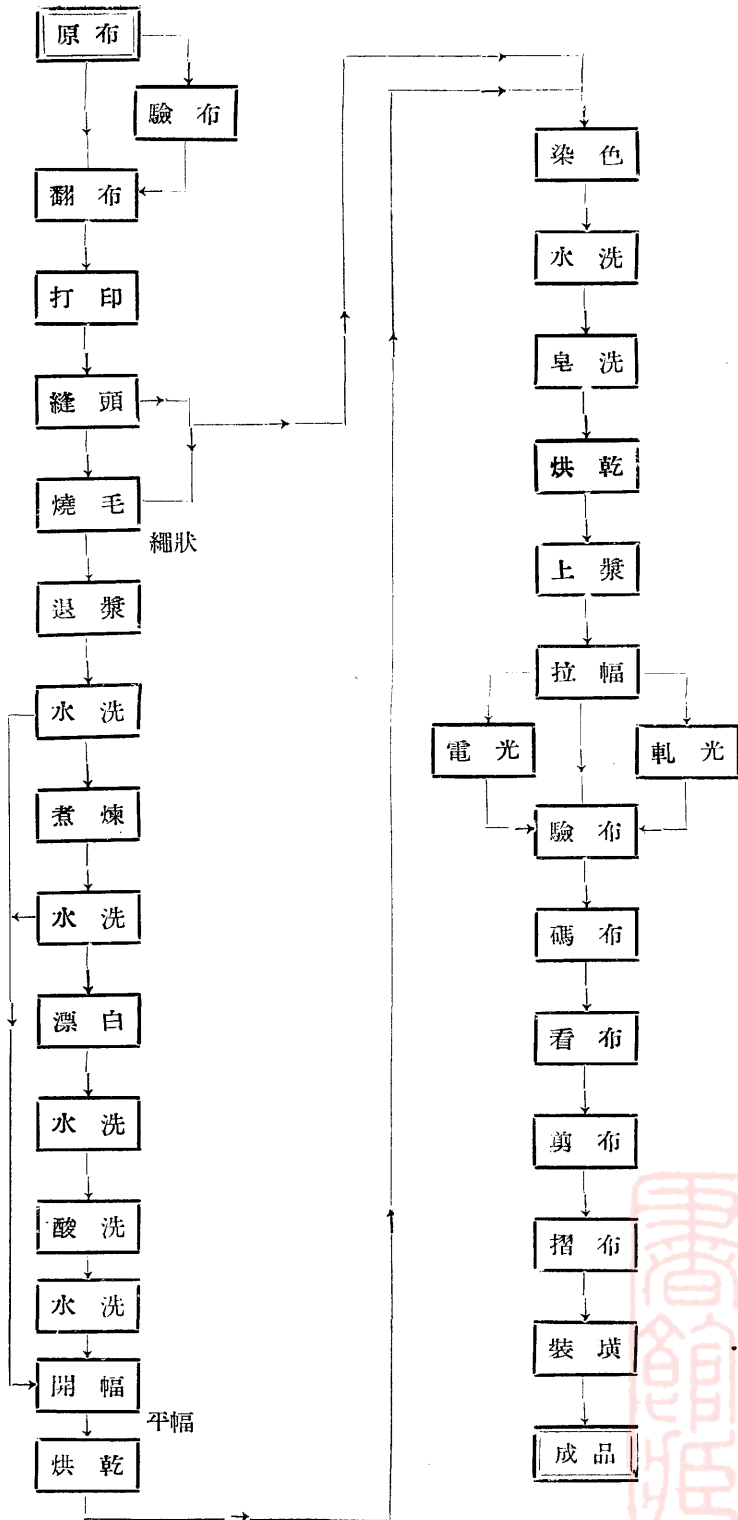 原布
驗布
翻布
打印
縫頭
燒毛
繩狀
退漿
水洗
煮煉
水洗
漂白
水洗
酸洗
水洗
開幅
平幅
烘乾
染色
水洗
皂洗
烘乾
上漿
拉幅
電光
軋光
驗布
碼布
看布
剪布
摺布
裝璜
成品